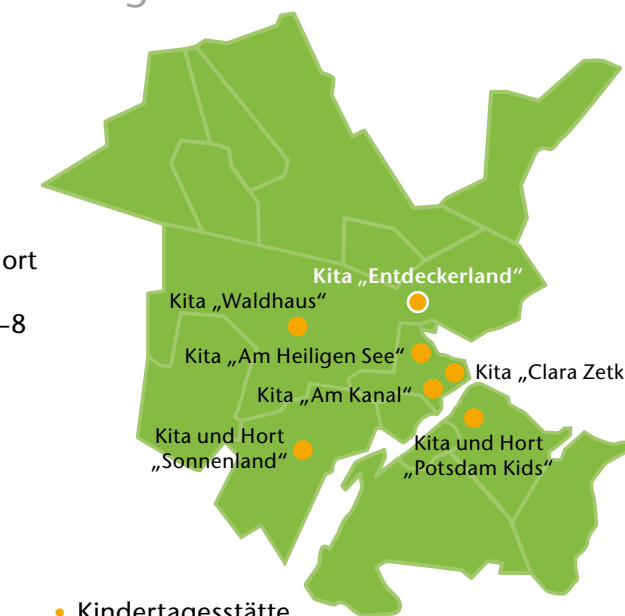 ort
–8
Kita „Entdeckerland“
Kita „Waldhaus“
Kita „Am Heiligen See“
Kita „Clara Zetk
Kita „Am Kanal“
Kita und Hort
„Sonnenland“
Kita und Hort
„Potsdam Kids“
• Kindertagesstätte